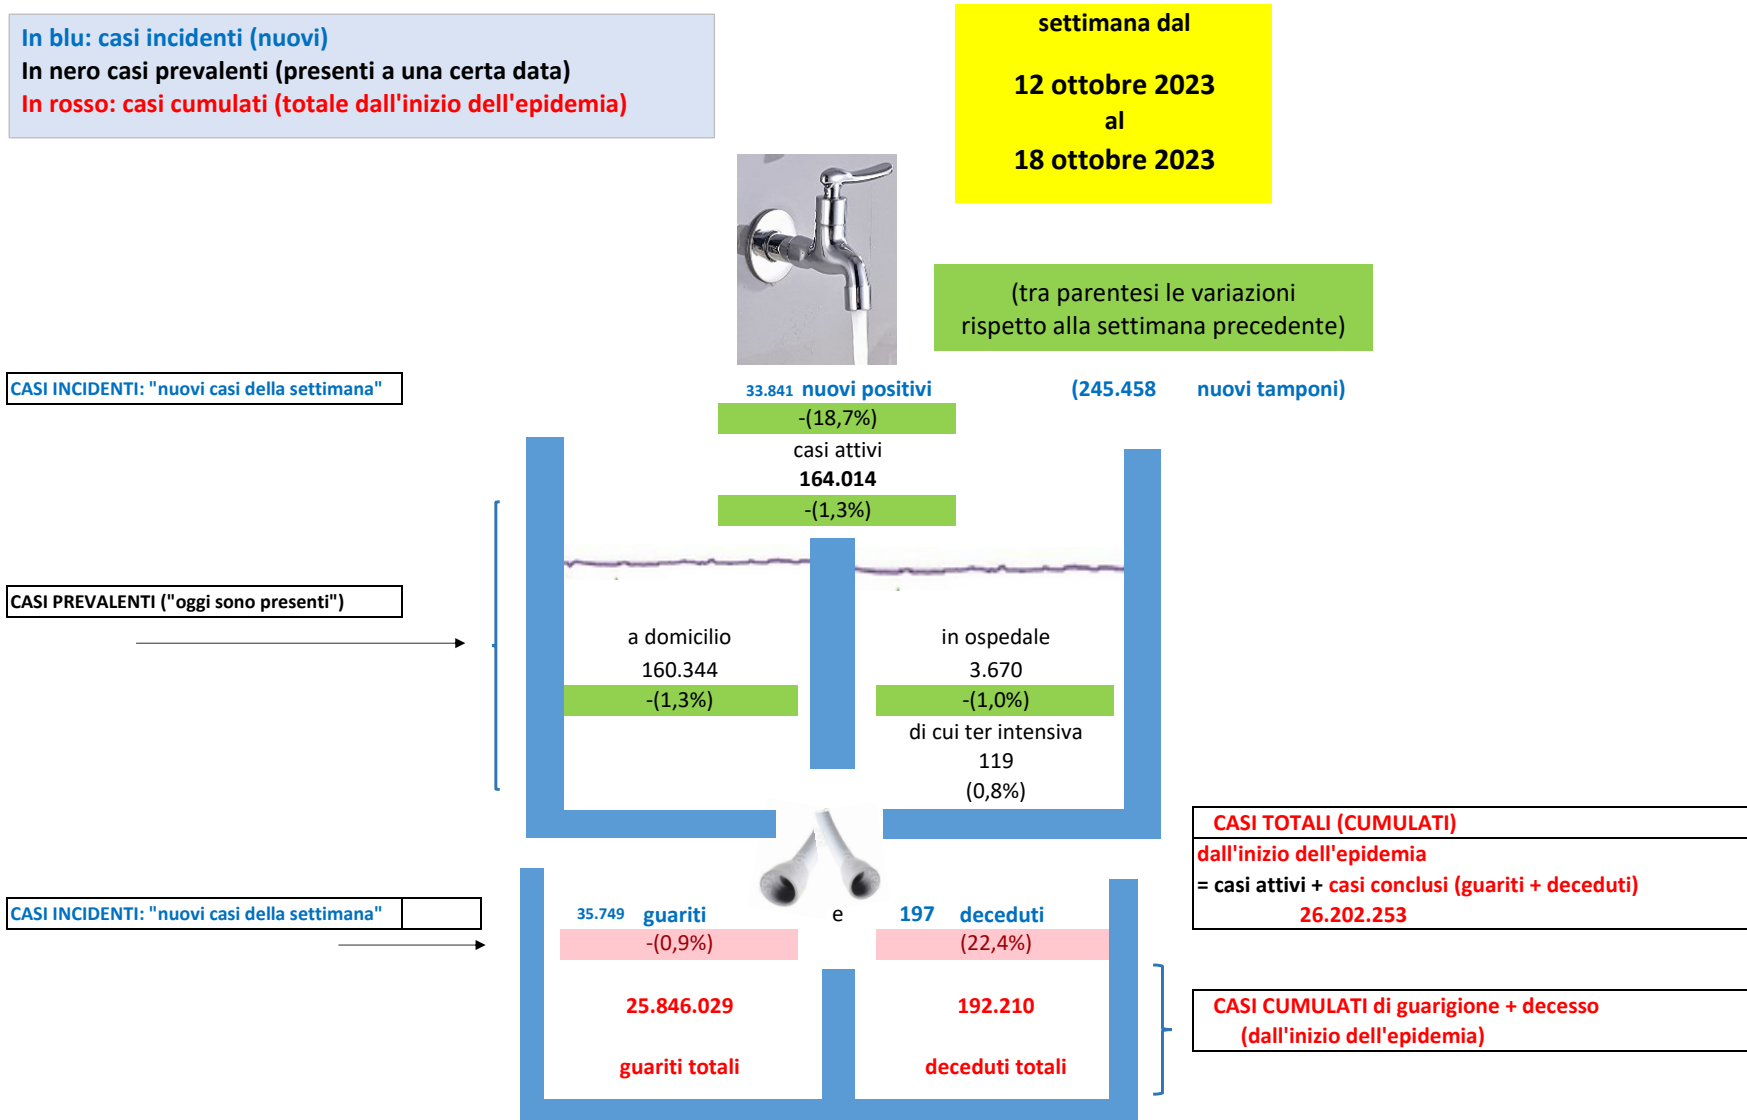 In blu: casi incidenti (nuovi)
In nero casi prevalenti (presenti a una certa data)
In rosso: casi cumulati (totale dall'inizio dell'epidemia)
settimana dal
12 ottobre 2023
al
18 ottobre 2023
(tra parentesi le variazioni
rispetto alla settimana precedente)
CASI INCIDENTI: "nuovi casi della settimana"
33.841 nuovi positivi
(245.458 nuovi tamponi)
-(18,7%)
casi attivi
164.014
-(1,3%)
CASI PREVALENTI ("oggi sono presenti")
a domicilio
160.344
-(1,3%)
in ospedale
3.670
-(1,0%)
di cui ter intensiva
119
(0,8%)
CASI TOTALI (CUMULATI)
dall'inizio dell'epidemia
= casi attivi + casi conclusi (guariti + deceduti)
26.202.253
CASI INCIDENTI: "nuovi casi della settimana"
35.749 guariti
e
197 deceduti
-(0,9%)
(22,4%)
25.846.029
192.210
guariti totali
deceduti totali
CASI CUMULATI di guarigione + decesso
(dall'inizio dell'epidemia)